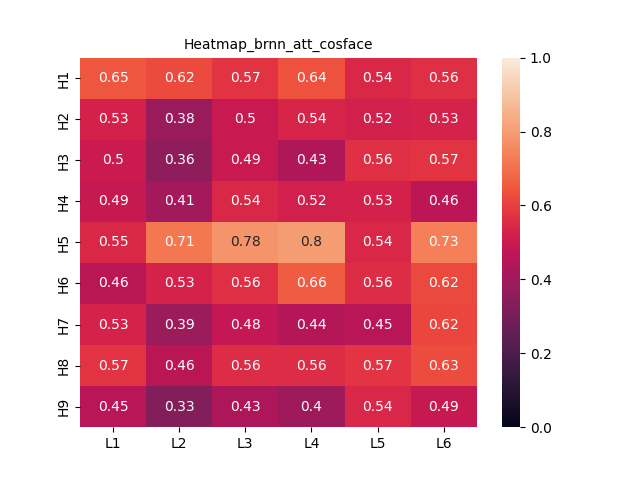 Heatmap_brnn_att_cosface
H1 0.65 0.62 0.57 0.64 0.54 0.56
H2 0.53 0.38 0.5 0.54 0.52 0.53
H3 0.5 0.36 0.49 0.43 0.56 0.57
H4 0.49 0.41 0.54 0.52 0.53 0.46
H5 0.55 0.71 0.78 0.8 0.54 0.73
H6 0.46 0.53 0.56 0.66 0.56 0.62
H7 0.53 0.39 0.48 0.44 0.45 0.62
H8 0.57 0.46 0.56 0.56 0.57 0.63
H9 0.45 0.33 0.43 0.4 0.54 0.49
L1 L2 L3 L4 L5 L6
1.0
0.8
0.6
0.4
0.2
0.0